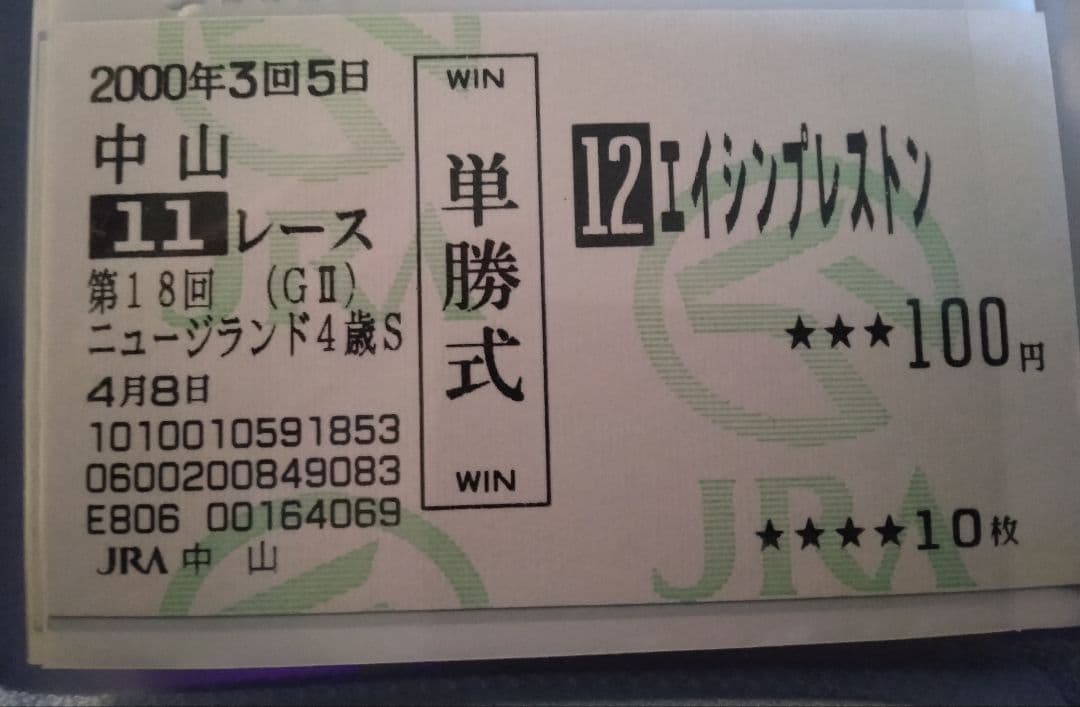 2000年3回5日
中山
11レース
第18回 (GⅡ)
ニュージランド4歳S
4月8日
1010010591853
0600200849083
E806 00164069
JRA 中 山
WIN
単勝式
WIN
12エイシンプレストン
★★★100円
★★★★10枚
JRA
JRA